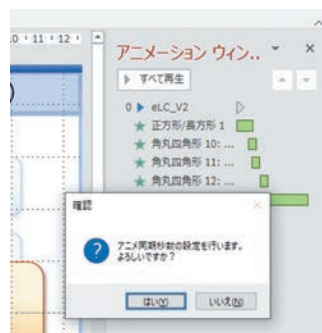 0 · 11 · 12 ·
アニメーション ウィン..
すべて再生
0 eLC_V2
正方形/長方形 1
角丸四角形 10: ...
角丸四角形 11: ...
角丸四角形 12: ...
確認
アニメ同期秒数の設定を行います。
よろしいですか？
はい(Y)
いいえ(N)